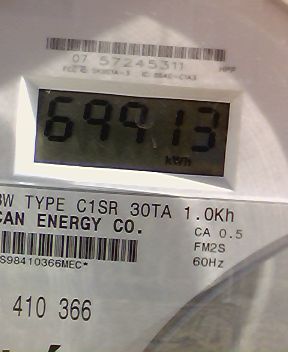 07 57245311
69913
kWh
W TYPE C1SR 30TA 1.0Kh
CAN ENERGY CO.
CA 0.5
FM2S
60Hz
S98410366MEC*
410 366